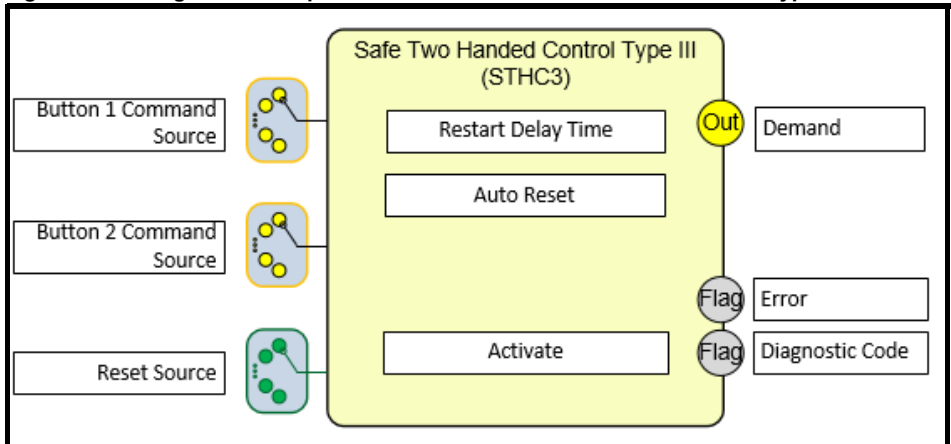 Safe Two Handed Control Type III
(STHC3)
Button 1 Command
Source
Restart Delay Time
Out
Demand
Auto Reset
Button 2 Command
Source
Flag
Error
Reset Source
Activate
Flag
Diagnostic Code